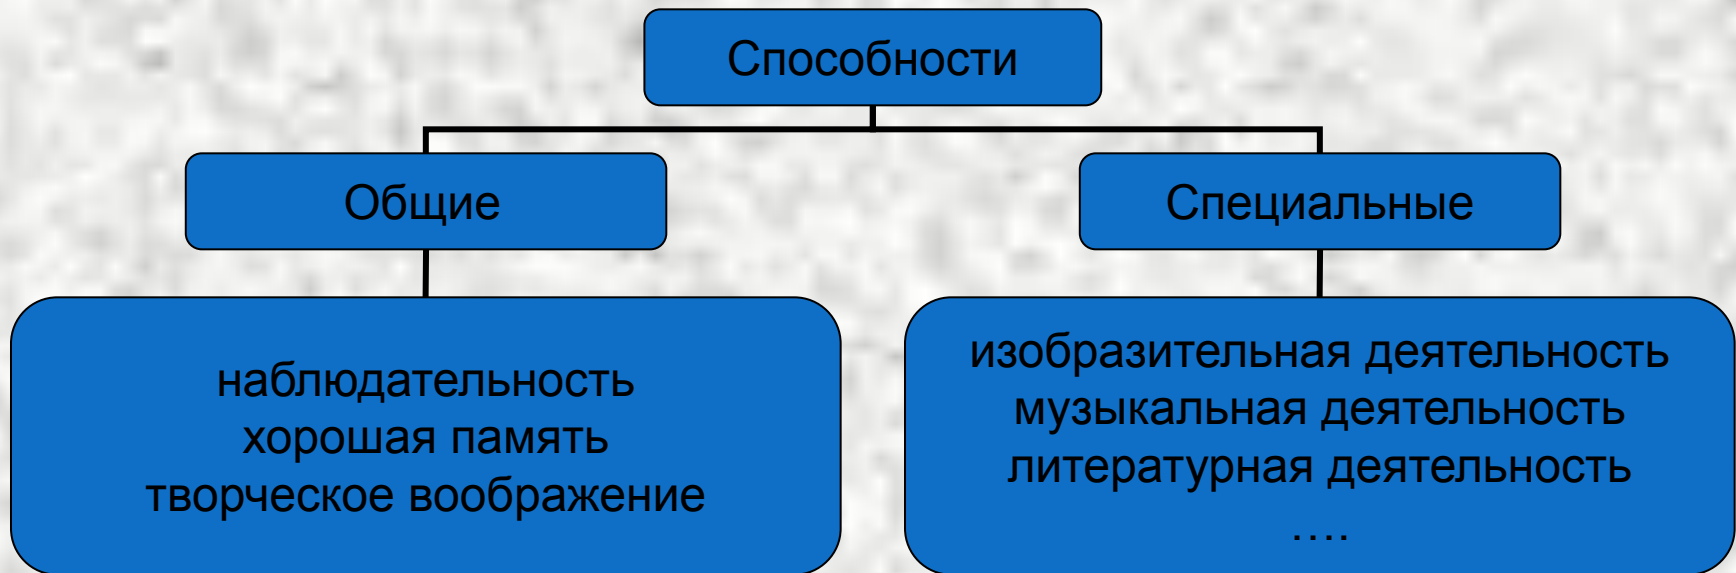 Способности
Общие
Специальные
наблюдательность
хорошая память
творческое воображение
изобразительная деятельность
музыкальная деятельность
литературная деятельность
….